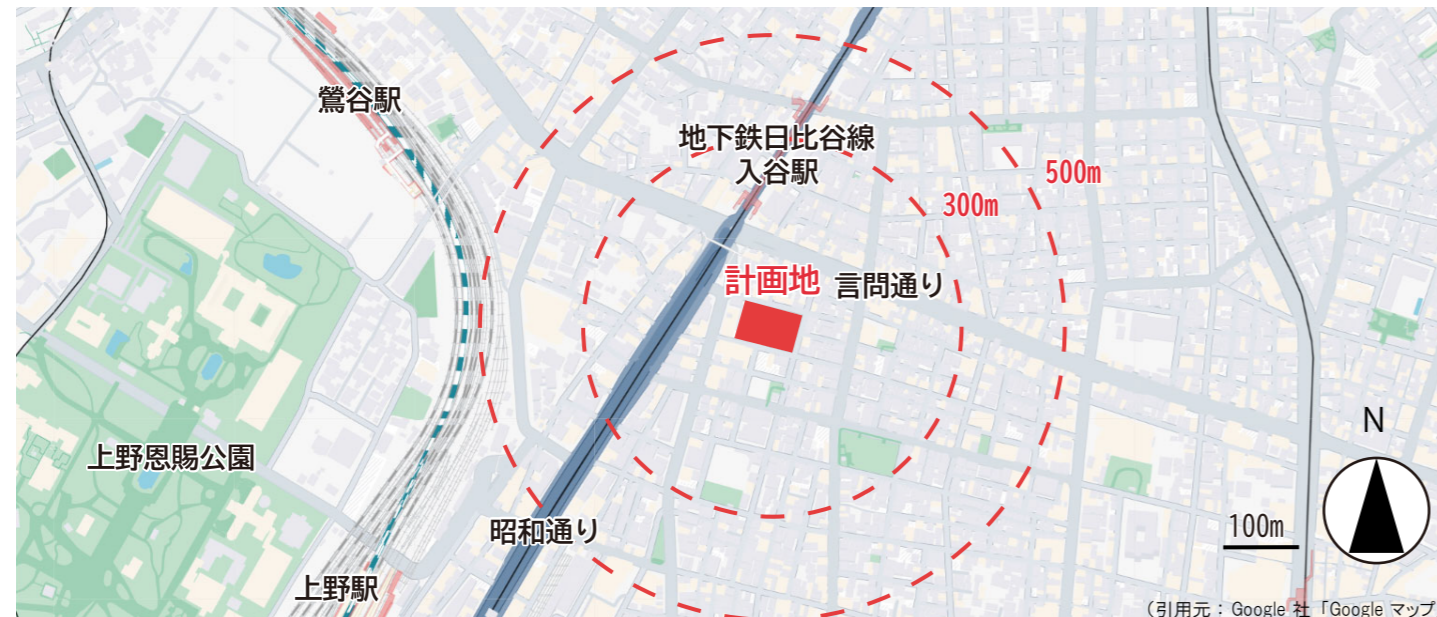 鶯谷駅
地下鉄日比谷線
入谷駅
500m
300m
計画地
言問通り
上野恩賜公園
昭和通り
上野駅
N
100m
（引用元：Google 社「Google マップ